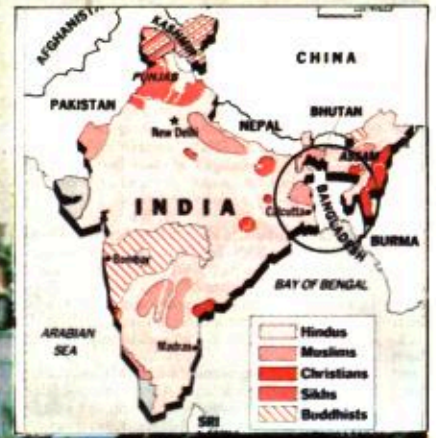 AFGHANISTAN
KASHMIR
CHINA
PUNJAB
PAKISTAN
New Delhi
NEPAL
BHUTAN
ASSAM
INDIA
Calcutta
BANGLADESH
BURMA
Bombay
BAY OF BENGAL
ARABIAN
SEA
Madras
Hindus
Muslims
Christians
Sikhs
Buddhists
SRI